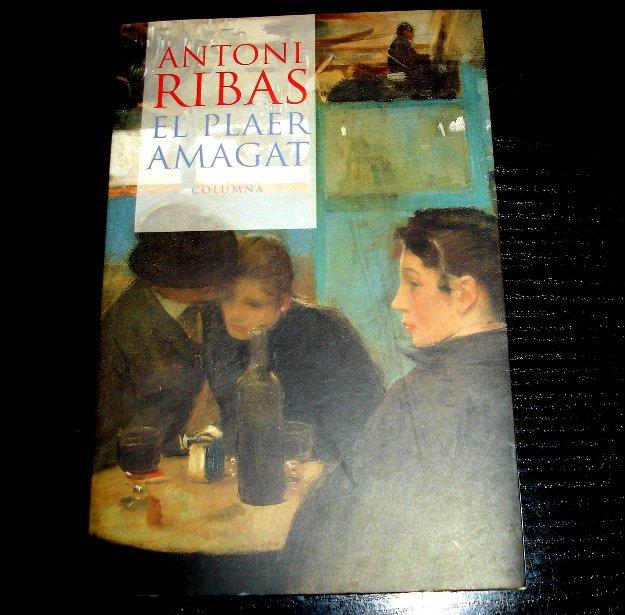 ANTONI
RIBAS
EL PLAER
AMAGAT
COLUMNA